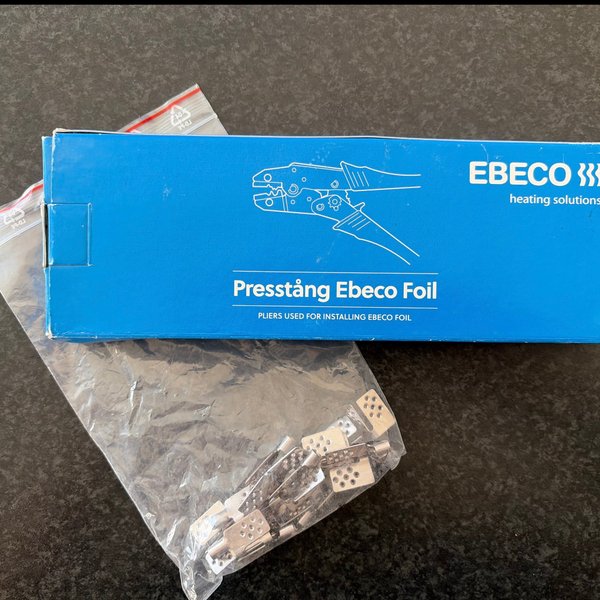 EBECO
heating solutions
Presstång Ebeco Foil
PLIERS USED FOR INSTALLING EBECO FOIL